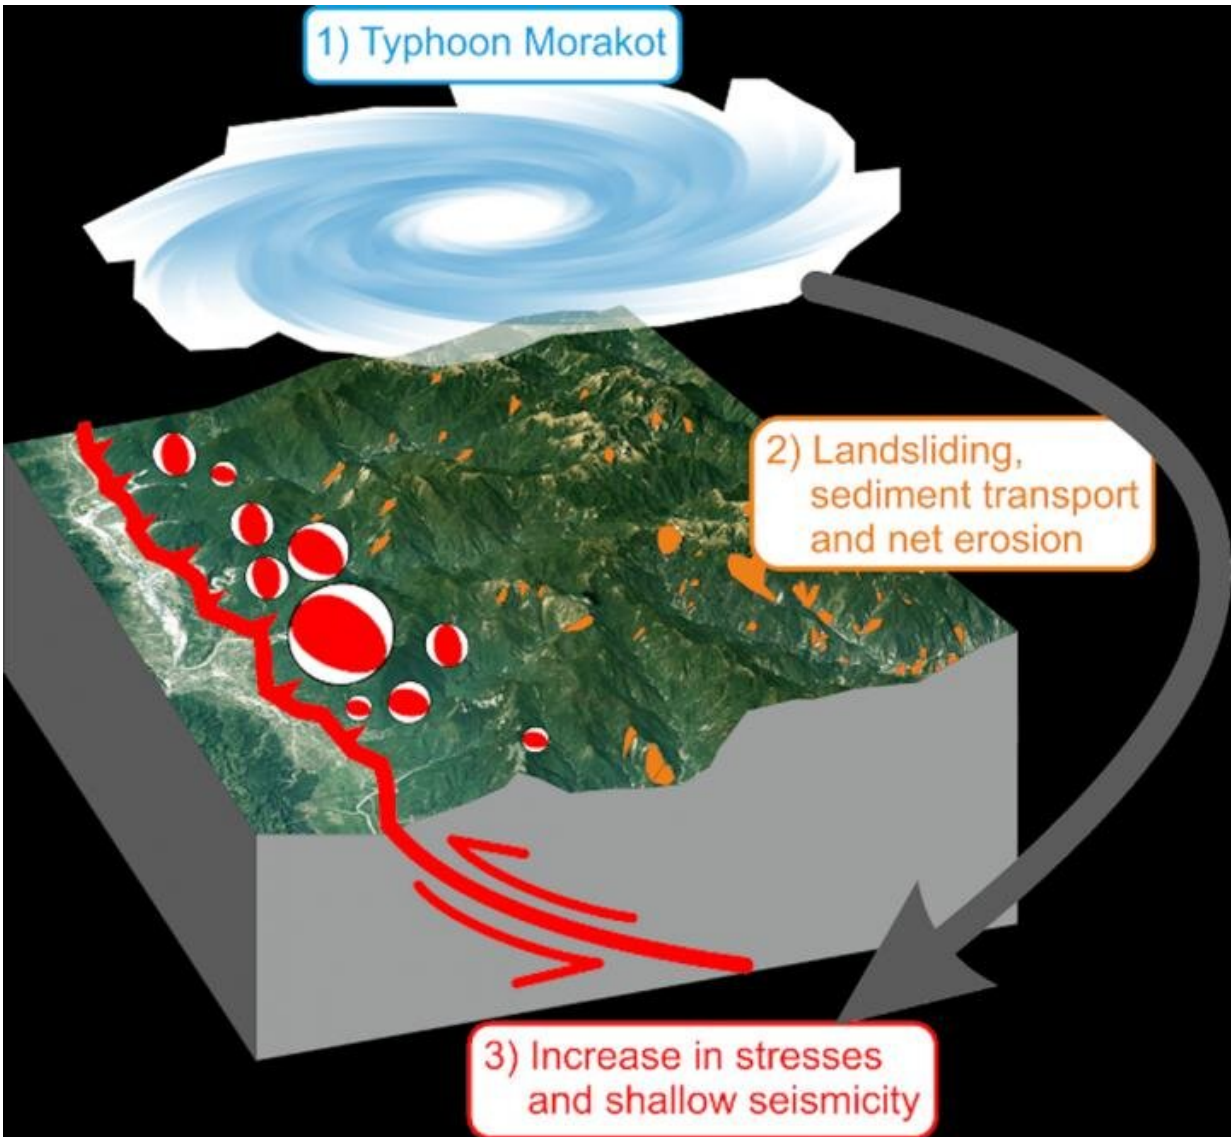 1) Typhoon Morakot
2) Landsliding,
sediment transport
and net erosion
3) Increase in stresses
and shallow seismicity